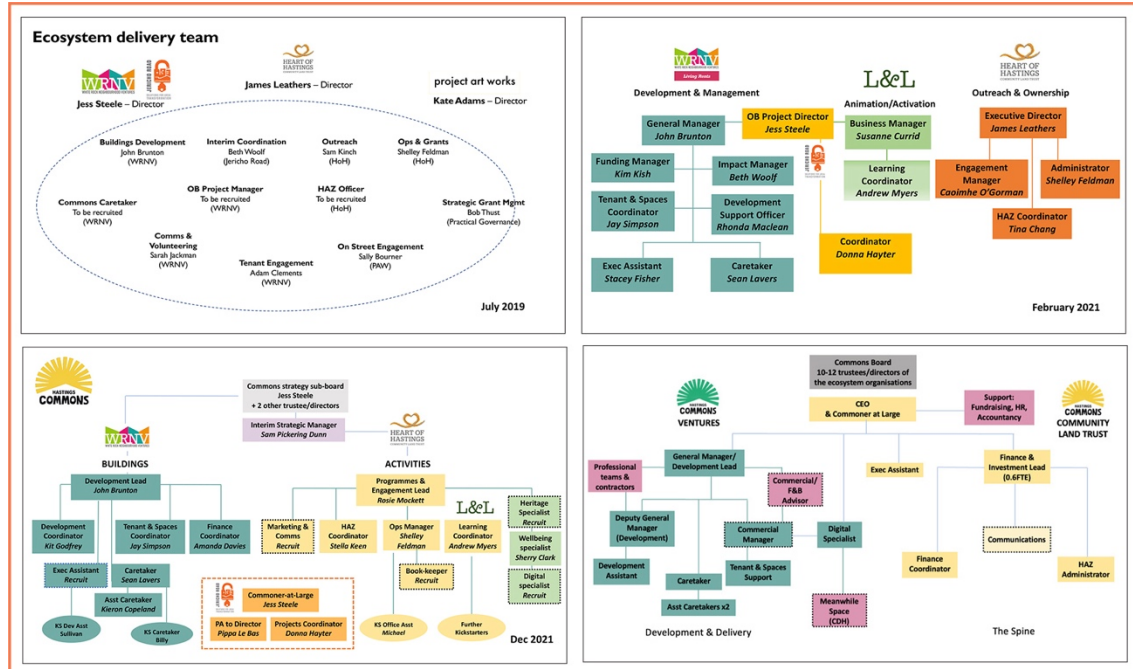 Ecosystem delivery team
WRNV
JERICHO ROAD
Jess Steele – Director
HEART OF
HASTINGS
COMMUNITY LAND TRUST
James Leathers – Director
project art works
Kate Adams – Director
Buildings Development
John Brunton
(WRNV)
Interim Coordination
Beth Woolf
(Jericho Road)
Outreach
Sam Kinch
(HoH)
Ops & Grants
Shelley Feldman
(HoH)
Commons Caretaker
To be recruited
(WRNV)
OB Project Manager
To be recruited
(WRNV)
HAZ Officer
To be recruited
(HoH)
Strategic Grant Mgmt
Bob Thust
(Practical Governance)
Comms &
Volunteering
Sarah Jackman
(WRNV)
Tenant Engagement
Adam Clements
(WRNV)
On Street Engagement
Sally Bourner
(PAW)
July 2019
WRNV
Living Rents
Development & Management
L&L
Animation/Activation
HEART OF
HASTINGS
COMMUNITY LAND TRUST
Outreach & Ownership
General Manager
John Brunton
OB Project Director
Jess Steele
Business Manager
Susanne Currid
Executive Director
James Leathers
Funding Manager
Kim Kish
Impact Manager
Beth Woolf
Learning
Coordinator
Andrew Myers
Engagement
Manager
Caoimhe O'Gorman
Administrator
Shelley Feldman
Tenant & Spaces
Coordinator
Jay Simpson
Development
Support Officer
Rhonda Maclean
HAZ Coordinator
Tina Chang
Coordinator
Donna Hayter
Exec Assistant
Stacey Fisher
Caretaker
Sean Lavers
February 2021
HASTINGS
COMMONS
Commons strategy sub-board
Jess Steele
+ 2 other trustee/directors
Interim Strategic Manager
Sam Pickering Dunn
WRNV
BUILDINGS
HEART OF
HASTINGS
COMMUNITY LAND TRUST
ACTIVITIES
Development Lead
John Brunton
Programmes &
Engagement Lead
Rosie Mockett
L&L
Development
Coordinator
Kit Godfrey
Tenant & Spaces
Coordinator
Jay Simpson
Finance
Coordinator
Amanda Davies
Marketing &
Comms
Recruit
HAZ
Coordinator
Stella Keen
Ops Manager
Shelley
Feldman
Learning
Coordinator
Andrew Myers
Heritage
Specialist
Recruit
Wellbeing
specialist
Sherry Clark
Digital
specialist
Recruit
Exec Assistant
Recruit
Caretaker
Sean Lavers
Book-keeper
Recruit
Asst Caretaker
Kieron Copeland
Commoner-at-Large
Jess Steele
PA to Director
Pippa Le Bas
Projects Coordinator
Donna Hayter
KS Dev Asst
Sullivan
KS Caretaker
Billy
KS Office Asst
Michael
Further
Kickstarters
Dec 2021
Commons Board
10-12 trustees/directors of
the ecosystem organisations
HASTINGS
COMMONS
VENTURES
CEO
& Commoner at Large
Support:
Fundraising, HR,
Accountancy
HASTINGS
COMMONS
COMMUNITY
LAND TRUST
Professional
teams &
contractors
General Manager/
Development Lead
Commercial/
F&B
Advisor
Exec Assistant
Finance &
Investment Lead
(0.6FTE)
Deputy General
Manager
(Development)
Commercial
Manager
Digital
Specialist
Communications
Development
Assistant
Caretaker
Tenant & Spaces
Support
Finance
Coordinator
HAZ
Administrator
Asst Caretakers x2
Meanwhile
Space
(CDH)
Development & Delivery
The Spine